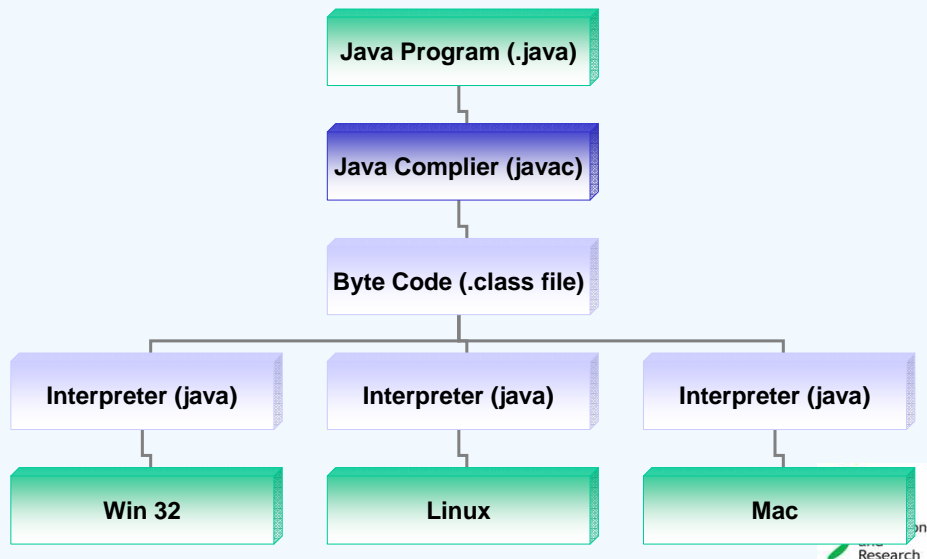 Java Program (.java)
Java Complier (javac)
Byte Code (.class file)
Interpreter (java)
Interpreter (java)
Interpreter (java)
Win 32
Linux
Mac
and
Research